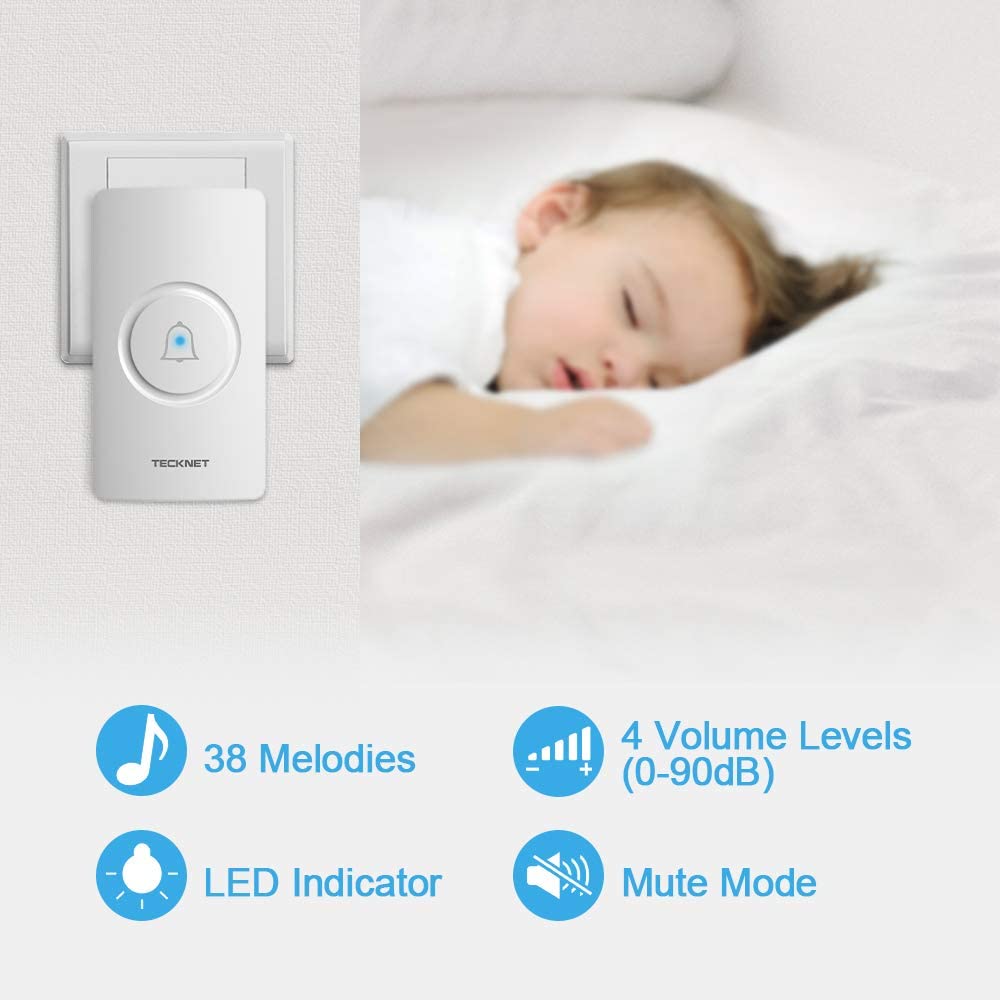 TECKNET
38 Melodies
4 Volume Levels
(0-90dB)
LED Indicator
Mute Mode